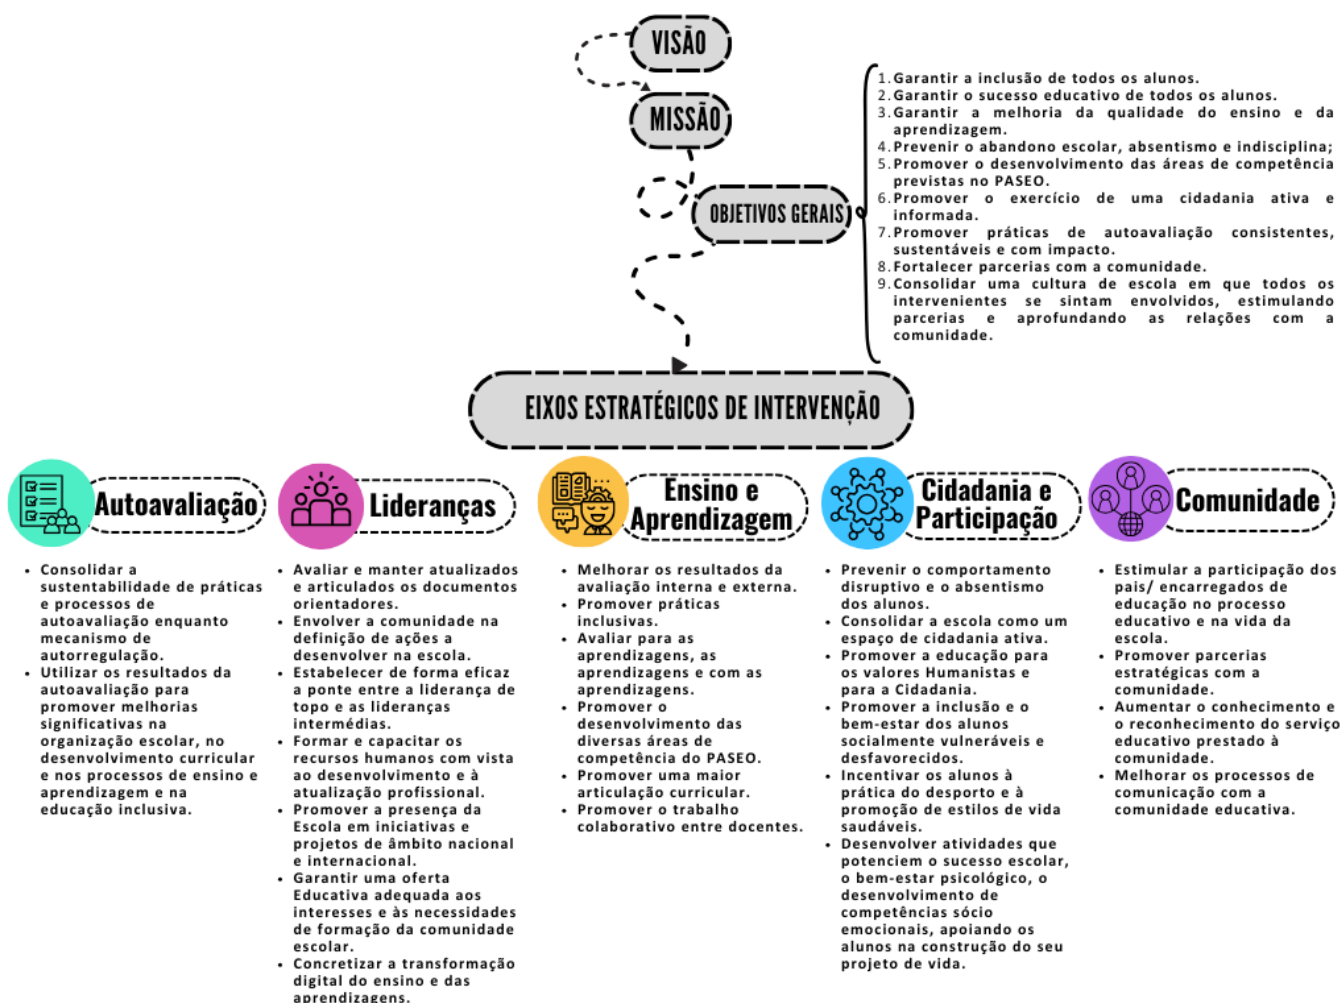 VISÃO
MISSÃO
OBJETIVOS GERAIS
1. Garantir a inclusão de todos os alunos.
2. Garantir o sucesso educativo de todos os alunos.
3. Garantir a melhoria da qualidade do ensino e da
aprendizagem.
4. Prevenir o abandono escolar, absentismo e indisciplina;
5. Promover o desenvolvimento das áreas de competência
previstas no PASEO.
6. Promover o exercício de uma cidadania ativa e
informada.
7. Promover práticas de autoavaliação consistentes,
sustentáveis e com impacto.
8. Fortalecer parcerias com a comunidade.
9. Consolidar uma cultura de escola em que todos os
intervenientes se sintam envolvidos, estimulando
parcerias e aprofundando as relações com a
comunidade.
EIXOS ESTRATÉGICOS DE INTERVENÇÃO
Autoavaliação
• Consolidar a
sustentabilidade de práticas
e processos de
autoavaliação enquanto
mecanismo de
autorregulação.
• Utilizar os resultados da
autoavaliação para
promover melhorias
significativas na
organização escolar, no
desenvolvimento curricular
e nos processos de ensino e
aprendizagem e na
educação inclusiva.
Lideranças
• Avaliar e manter atualizados
e articulados os documentos
orientadores.
• Envolver a comunidade na
definição de ações a
desenvolver na escola.
• Estabelecer de forma eficaz
a ponte entre a liderança de
topo e as lideranças
intermédias.
• Formar e capacitar os
recursos humanos com vista
ao desenvolvimento e à
atualização profissional.
• Promover a presença da
Escola em iniciativas e
projetos de âmbito nacional
e internacional.
• Garantir uma oferta
Educativa adequada aos
interesses e às necessidades
de formação da comunidade
escolar.
• Concretizar a transformação
digital do ensino e das
aprendizagens.
Ensino e
Aprendizagem
• Melhorar os resultados da
avaliação interna e externa.
• Promover práticas
inclusivas.
• Avaliar para as
aprendizagens, as
aprendizagens e com as
aprendizagens.
• Promover o
desenvolvimento das
diversas áreas de
competência do PASEO.
• Promover uma maior
articulação curricular.
• Promover o trabalho
colaborativo entre docentes.
Cidadania e
Participação
• Prevenir o comportamento
disruptivo e o absentismo
dos alunos.
• Consolidar a escola como um
espaço de cidadania ativa.
• Promover a educação para
os valores Humanistas e
para a Cidadania.
• Promover a inclusão e o
bem-estar dos alunos
socialmente vulneráveis e
desfavorecidos.
• Incentivar os alunos à
prática do desporto e à
promoção de estilos de vida
saudáveis.
• Desenvolver atividades que
potenciem o sucesso escolar,
o bem-estar psicológico, o
desenvolvimento de
competências sócio
emocionais, apoiando os
alunos na construção do seu
projeto de vida.
Comunidade
• Estimular a participação dos
pais/ encarregados de
educação no processo
educativo e na vida da
escola.
• Promover parcerias
estratégicas com a
comunidade.
• Aumentar o conhecimento e
o reconhecimento do serviço
educativo prestado à
comunidade.
• Melhorar os processos de
comunicação com a
comunidade educativa.